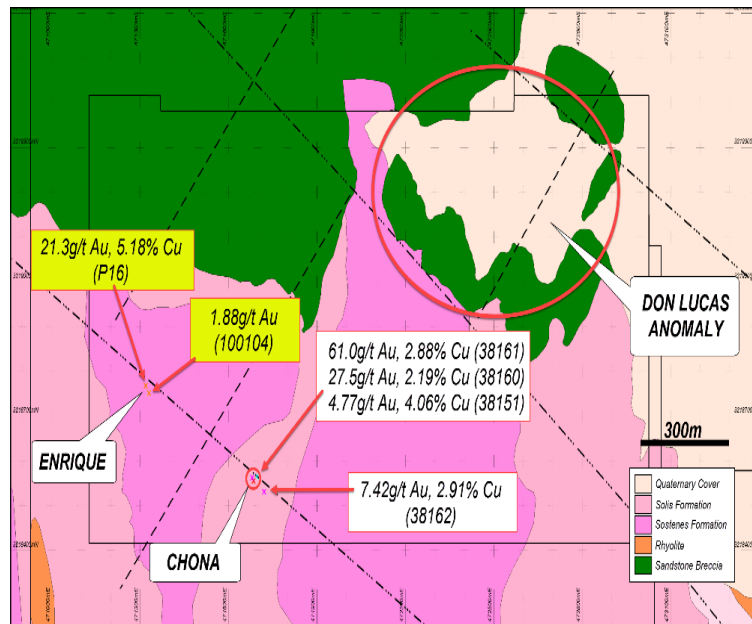 21.3g/t Au, 5.18% Cu
(P16)
1.88g/t Au
(100104)
61.0g/t Au, 2.88% Cu (38161)
27.5g/t Au, 2.19% Cu (38160)
4.77g/t Au, 4.06% Cu (38151)
DON LUCAS
ANOMALY
300m
ENRIQUE
7.42g/t Au, 2.91% Cu
(38162)
CHONA
Quaternary Cover
Solis Formation
Sostenes Formation
Rhyolite
Sandstone Breccia